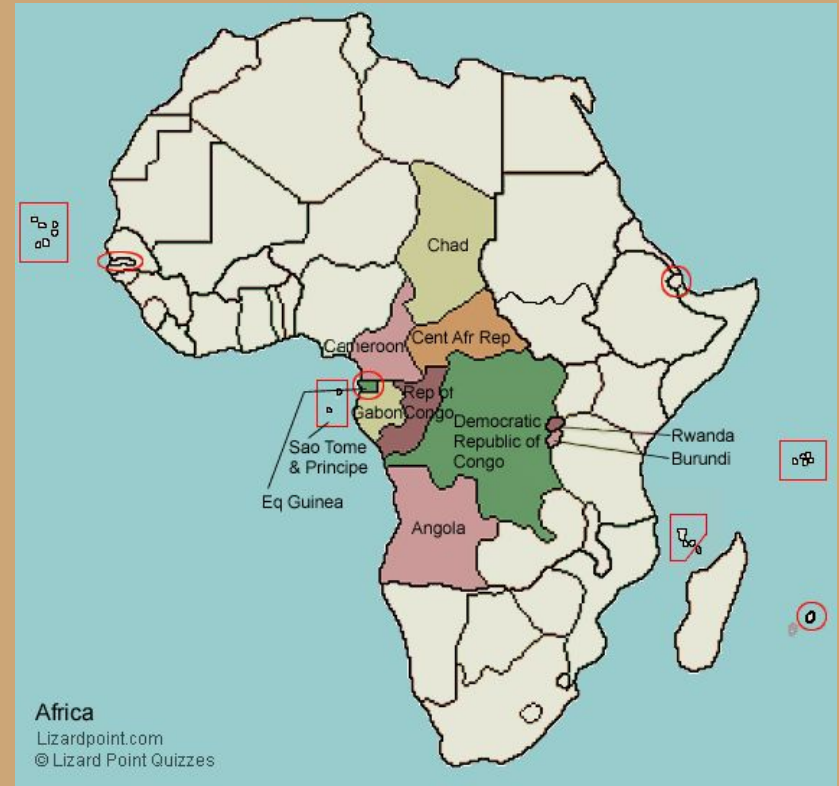 Chad
Cameroon
Cent Afr Rep
Rep of
Congo
Gabon
Democratic
Republic of
Congo
Rwanda
Burundi
Sao Tome
& Principe
Eq Guinea
Angola
Africa
Lizardpoint.com
© Lizard Point Quizzes